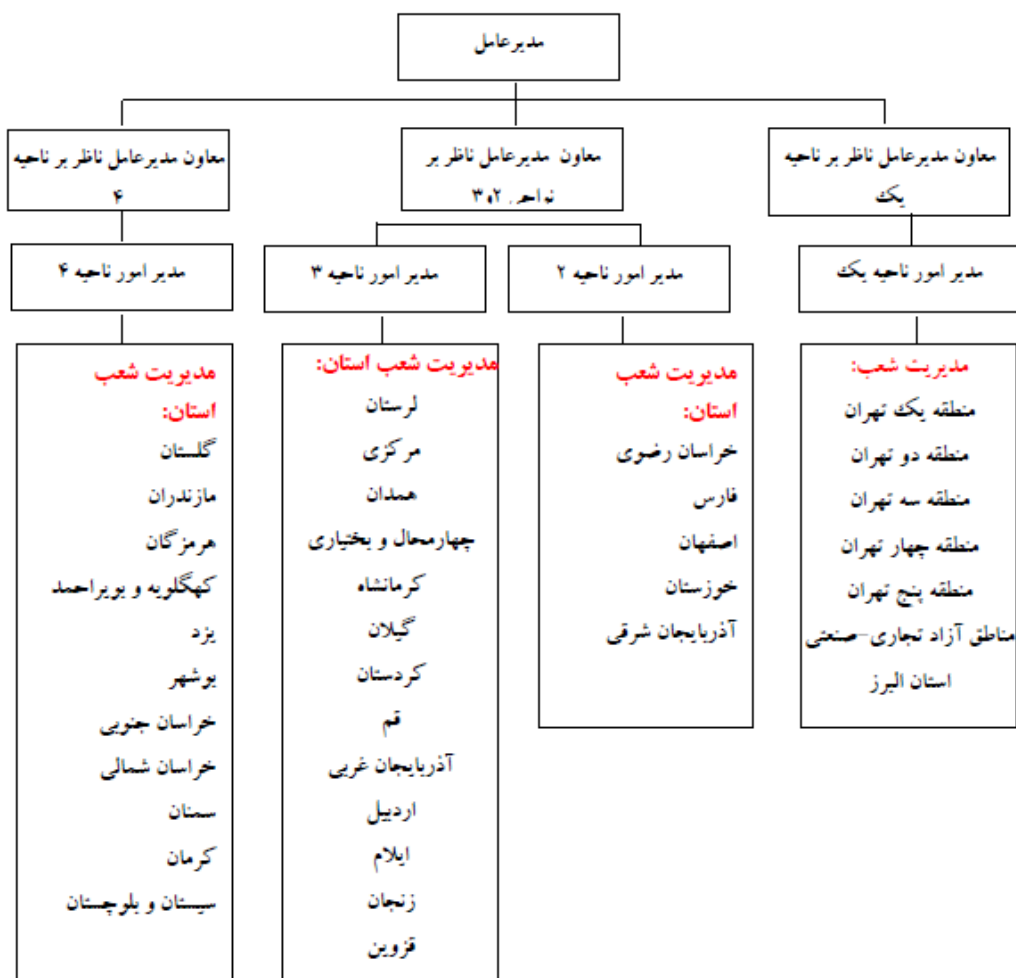 مدیرعامل
معاون مدیرعامل ناظر بر ناحیه
یک
معاون مدیرعامل ناظر بر
نواحی ۲و۳
معاون مدیرعامل ناظر بر ناحیه
۴
مدیر امور ناحیه یک
مدیر امور ناحیه ۲
مدیر امور ناحیه ۳
مدیر امور ناحیه ۴
مدیریت شعب:
منطقه یک تهران
منطقه دو تهران
منطقه سه تهران
منطقه چهار تهران
منطقه پنج تهران
مناطق آزاد تجاری-صنعتی
استان البرز
مدیریت شعب
استان:
خراسان رضوی
فارس
اصفهان
خوزستان
آذربایجان شرقی
مدیریت شعب استان:
لرستان
مرکزی
همدان
چهارمحال و بختیاری
کرمانشاه
گیلان
کردستان
قم
آذربایجان غربی
اردبیل
ایلام
زنجان
قزوین
مدیریت شعب
استان:
گلستان
مازندران
هرمزگان
کهگلویه و بویراحمد
یزد
بوشهر
خراسان جنوبی
خراسان شمالی
سمنان
کرمان
سیستان و بلوچستان